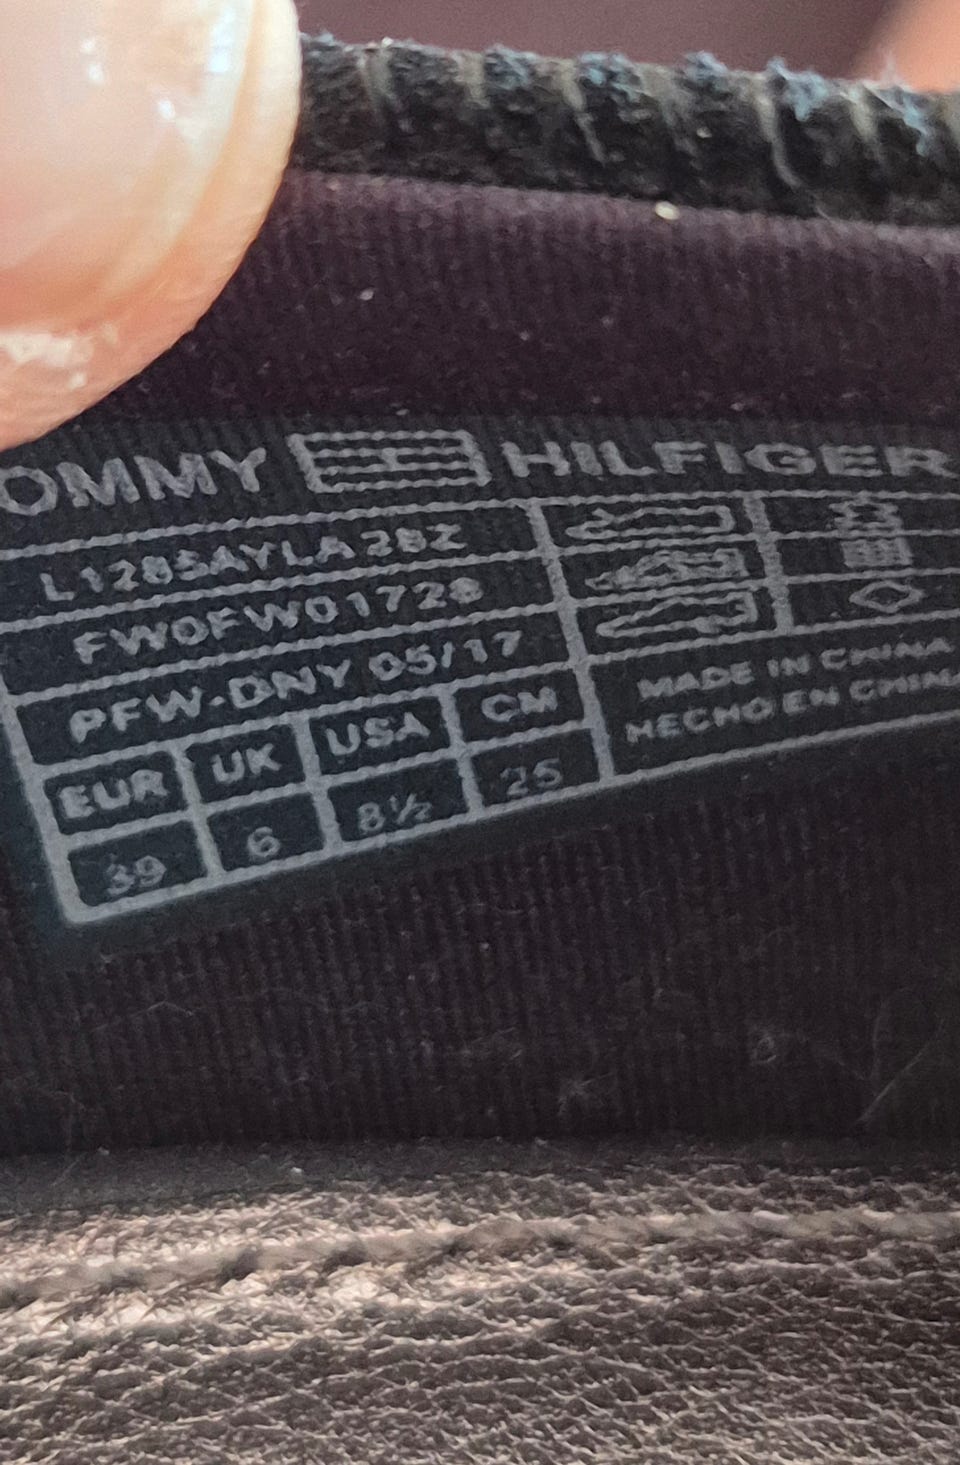 OMMY HILFIGER
L1285AYLA 28Z
FW0FW01728
PFW-DNY 05/17
EUR UK USA CM
39 6 8½ 25
MADE IN CHINA
HECHO EN CHINA